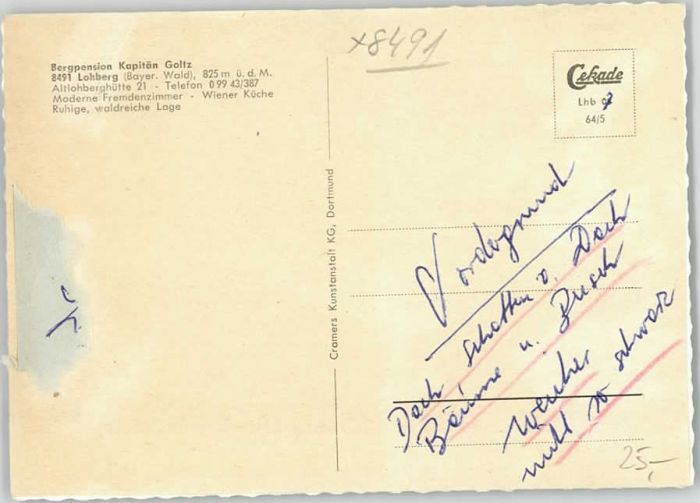 Bergpension Kapitän Goltz
8491 Lohberg (Bayer. Wald), 825 m ü. d. M.
Altlohberghütte 21 - Telefon 0 99 43/387
Moderne Fremdenzimmer - Wiener Küche
Ruhige, waldreiche Lage
x8491
Cekade
Lhb 
64/5
Cramers Kunstanstalt KG, Dortmund
Vordergrund
Dach, Schatten v. Dach
Bäume u. Busch
weicher
nicht so schwarz
25,-